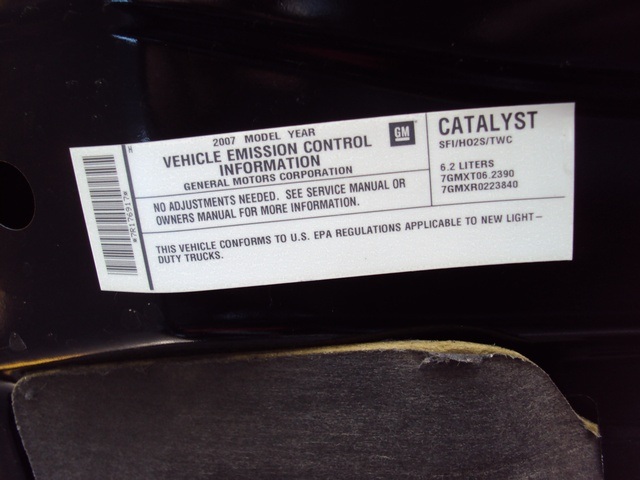 H
*7R176917*
2007 MODEL YEAR
VEHICLE EMISSION CONTROL
INFORMATION
GENERAL MOTORS CORPORATION
GM
NO ADJUSTMENTS NEEDED. SEE SERVICE MANUAL OR
OWNERS MANUAL FOR MORE INFORMATION.
CATALYST
SFI/HO2S/TWC
6.2 LITERS
7GMXT06.2390
7GMXR0223840
THIS VEHICLE CONFORMS TO U.S. EPA REGULATIONS APPLICABLE TO NEW LIGHT-
DUTY TRUCKS.